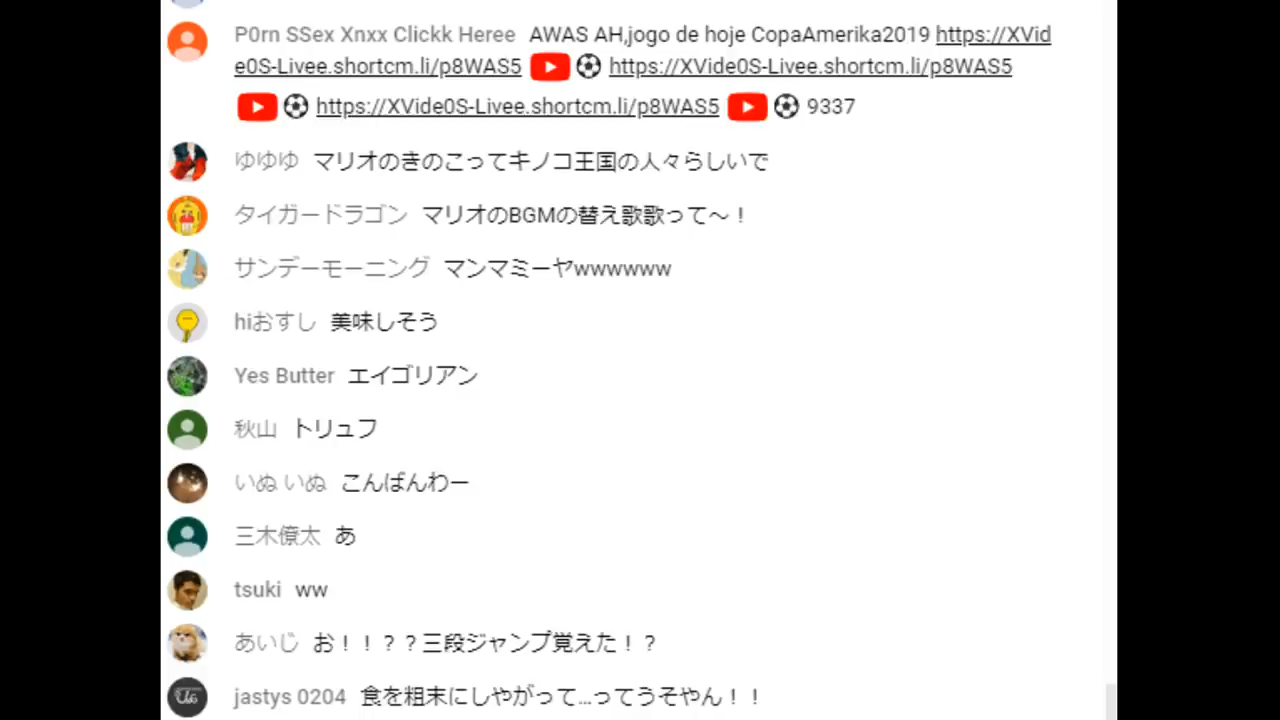 P0rn SSex Xnxx Clickk Heree AWAS AH,jogo de hoje CopaAmerika2019 https://XVid
e0S-Livee.shortcm.li/p8WAS5 https://XVide0S-Livee.shortcm.li/p8WAS5
https://XVide0S-Livee.shortcm.li/p8WAS5 9337
ゆゆゆ マリオのきのこってキノコ王国の人々らしいで
タイガードラゴン マリオのBGMの替え歌歌って～！
サンデーモーニング マンマミーヤwwwwww
hiおすし 美味しそう
Yes Butter エイゴリアン
秋山 トリュフ
いぬ いぬ こんばんわー
三木僚太 あ
tsuki ww
あいじ お！！？？三段ジャンプ覚えた！？
jastys 0204 食を粗末にしやがって...ってうそやん！！